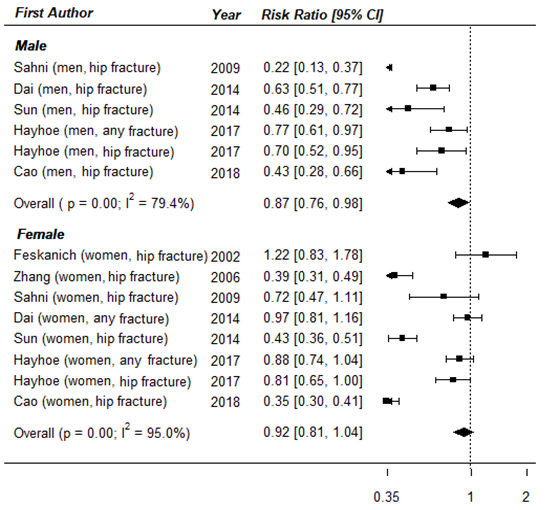 First Author Year Risk Ratio [95% CI]
Male
Sahni (men, hip fracture) 2009 0.22 [0.13, 0.37]
Dai (men, hip fracture) 2014 0.63 [0.51, 0.77]
Sun (men, hip fracture) 2014 0.46 [0.29, 0.72]
Hayhoe (men, any fracture) 2017 0.77 [0.61, 0.97]
Hayhoe (men, hip fracture) 2017 0.70 [0.52, 0.95]
Cao (men, hip fracture) 2018 0.43 [0.28, 0.66]
Overall ( p = 0.00; I² = 79.4%) 0.87 [0.76, 0.98]
Female
Feskanich (women, hip fracture) 2002 1.22 [0.83, 1.78]
Zhang (women, hip fracture) 2006 0.39 [0.31, 0.49]
Sahni (women, hip fracture) 2009 0.72 [0.47, 1.11]
Dai (women, any fracture) 2014 0.97 [0.81, 1.16]
Sun (women, hip fracture) 2014 0.43 [0.36, 0.51]
Hayhoe (women, any fracture) 2017 0.88 [0.74, 1.04]
Hayhoe (women, hip fracture) 2017 0.81 [0.65, 1.00]
Cao (women, hip fracture) 2018 0.35 [0.30, 0.41]
Overall (p = 0.00; I² = 95.0%) 0.92 [0.81, 1.04]
0.35 1 2